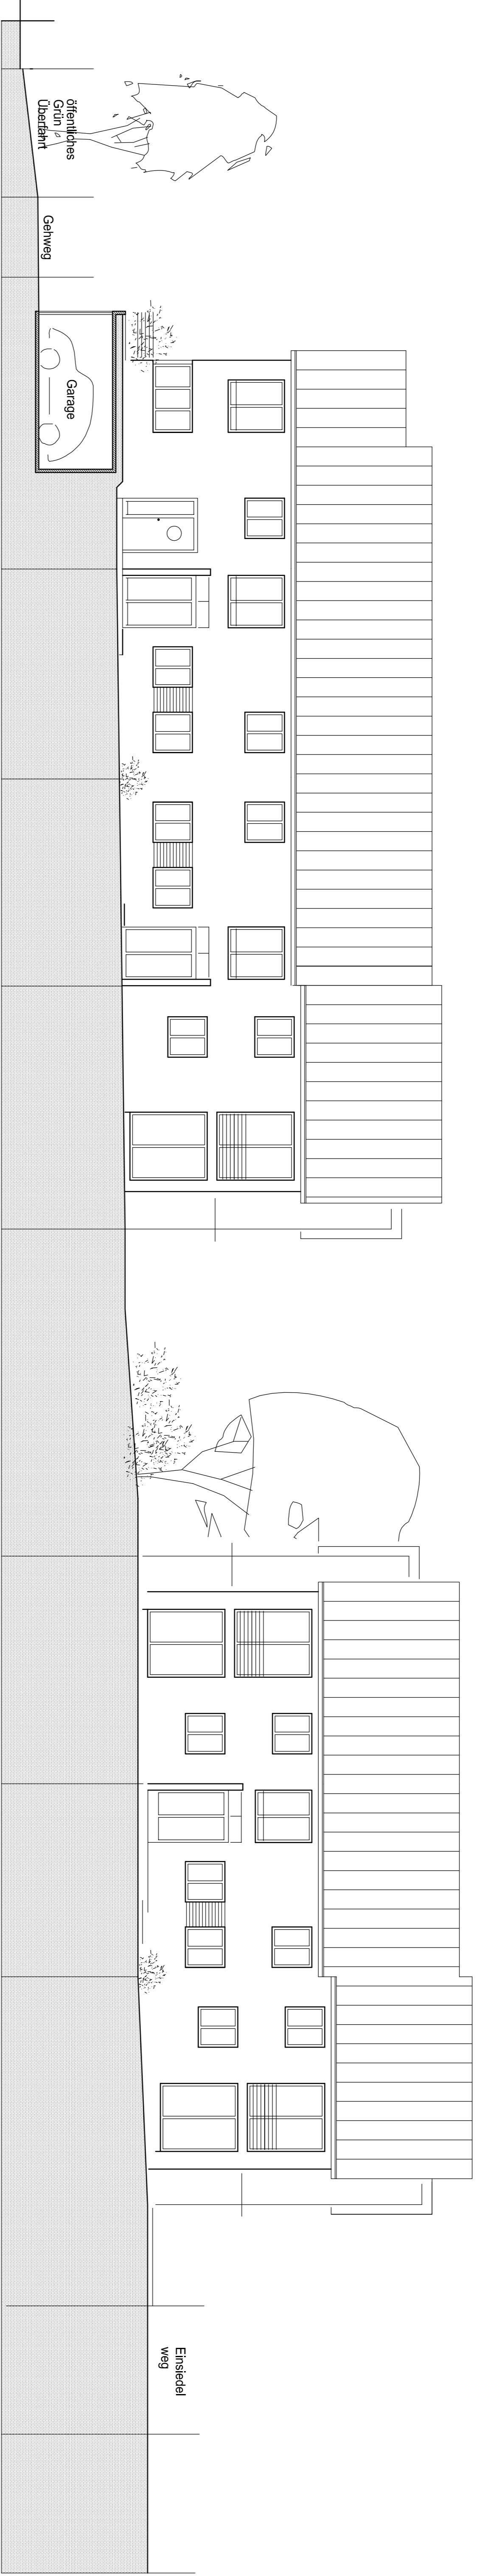 öffentliches
Grün
Überfahrt
Gehweg
Garage
Einsiedel
weg